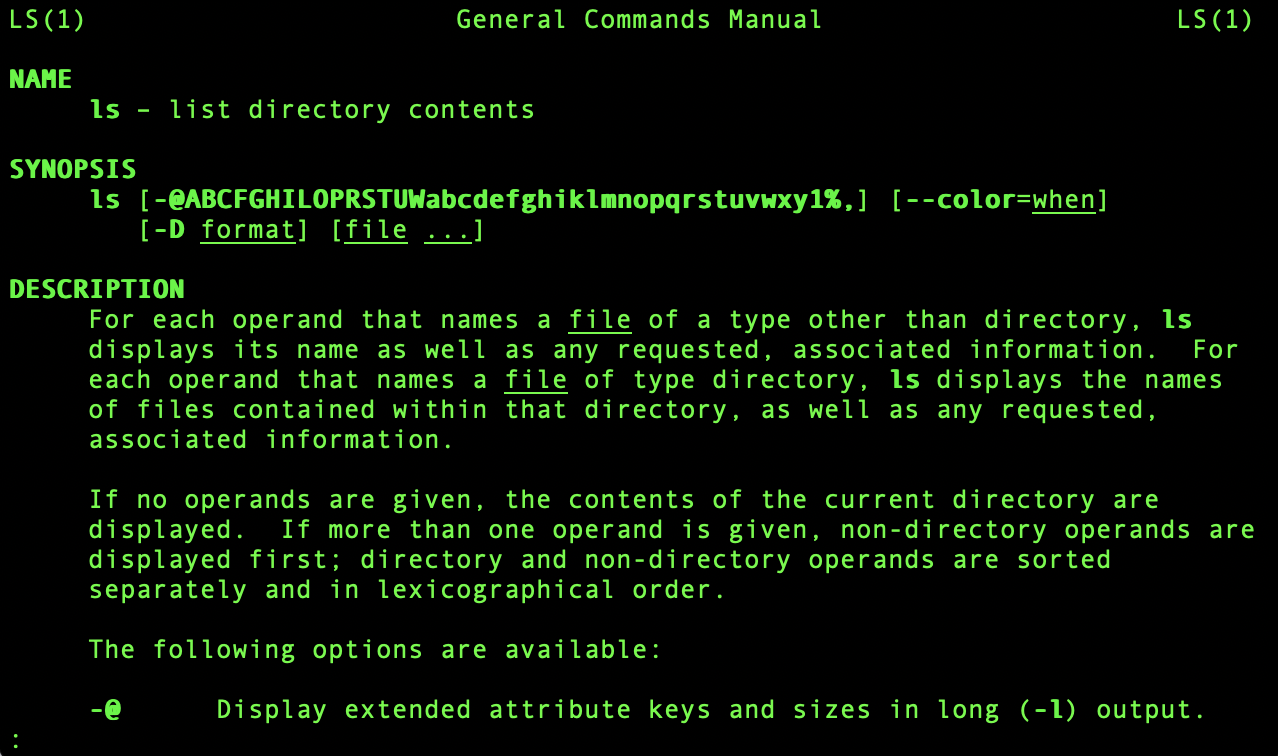 LS(1) General Commands Manual LS(1)
NAME
ls – list directory contents
SYNOPSIS
ls [-@ABCFGHILOPRSTUWabcdefghiklmnopqrstuvwxy1%,] [--color=when]
[-D format] [file ...]
DESCRIPTION
For each operand that names a file of a type other than directory, ls
displays its name as well as any requested, associated information.  For
each operand that names a file of type directory, ls displays the names
of files contained within that directory, as well as any requested,
associated information.
If no operands are given, the contents of the current directory are
displayed.  If more than one operand is given, non-directory operands are
displayed first; directory and non-directory operands are sorted
separately and in lexicographical order.
The following options are available:
-@      Display extended attribute keys and sizes in long (-l) output.
: